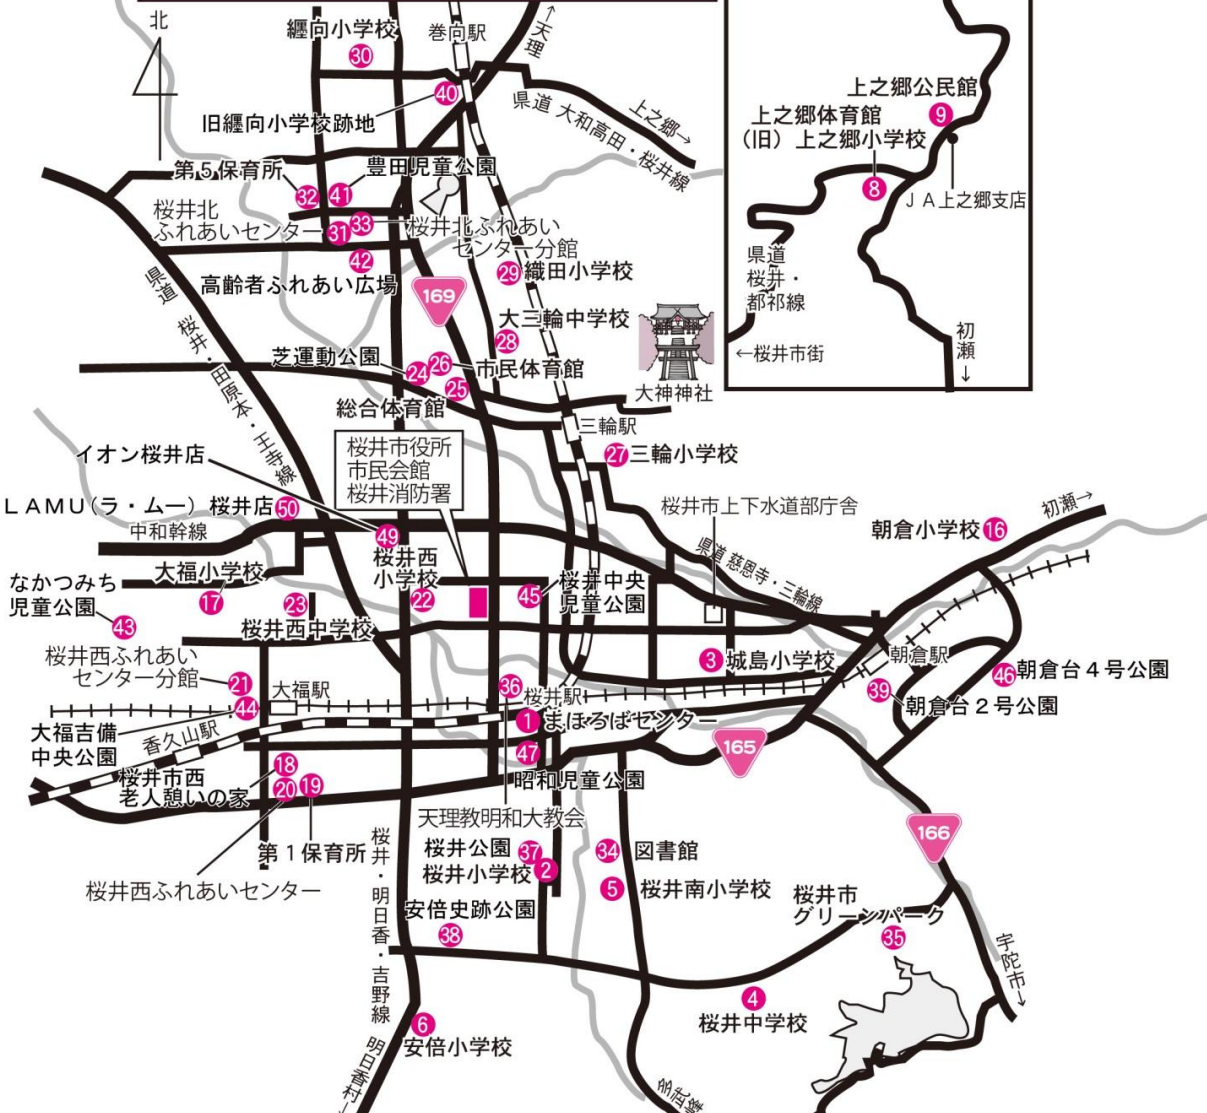 北
纒向小学校
30
巻向駅
↑天理
40
旧纒向小学校跡地
県道 大和高田・桜井線
上之郷→
第5保育所
32
豊田児童公園
41
桜井北
ふれあいセンター
31
33
桜井北ふれあい
センター分館
42
高齢者ふれあい広場
29
織田小学校
169
県道 桜井・田原本・王寺線
大三輪中学校
28
芝運動公園
24
26
市民体育館
25
総合体育館
大神神社
三輪駅
27
三輪小学校
上之郷公民館
9
上之郷体育館
(旧)上之郷小学校
8
JA上之郷支店
県道
桜井・
都祁線
←桜井市街
初瀬→
桜井市役所
市民会館
桜井消防署
イオン桜井店
LAMU(ラ・ムー)桜井店
50
中和幹線
49
桜井市上下水道部庁舎
県道 慈恩寺・三輪線
朝倉小学校
16
初瀬→
なかつみち
児童公園
43
大福小学校
17
23
桜井西中学校
桜井西
小学校
22
45
桜井中央
児童公園
桜井西ふれあい
センター分館
21
44
大福駅
大福吉備
中央公園
香久山駅
36
桜井駅
1
まほろばセンター
3
城島小学校
朝倉駅
39
朝倉台2号公園
46
朝倉台4号公園
165
47
昭和児童公園
桜井市西
老人憩いの家
18
20
19
第1保育所
桜井西ふれあいセンター
天理教明和大教会
桜井公園
37
桜井小学校
2
34
図書館
5
桜井南小学校
166
桜井市
グリーンパーク
35
安倍史跡公園
38
桜井・明日香・吉野線
宇陀市→
4
桜井中学校
6
安倍小学校
明日香村→
多武峰